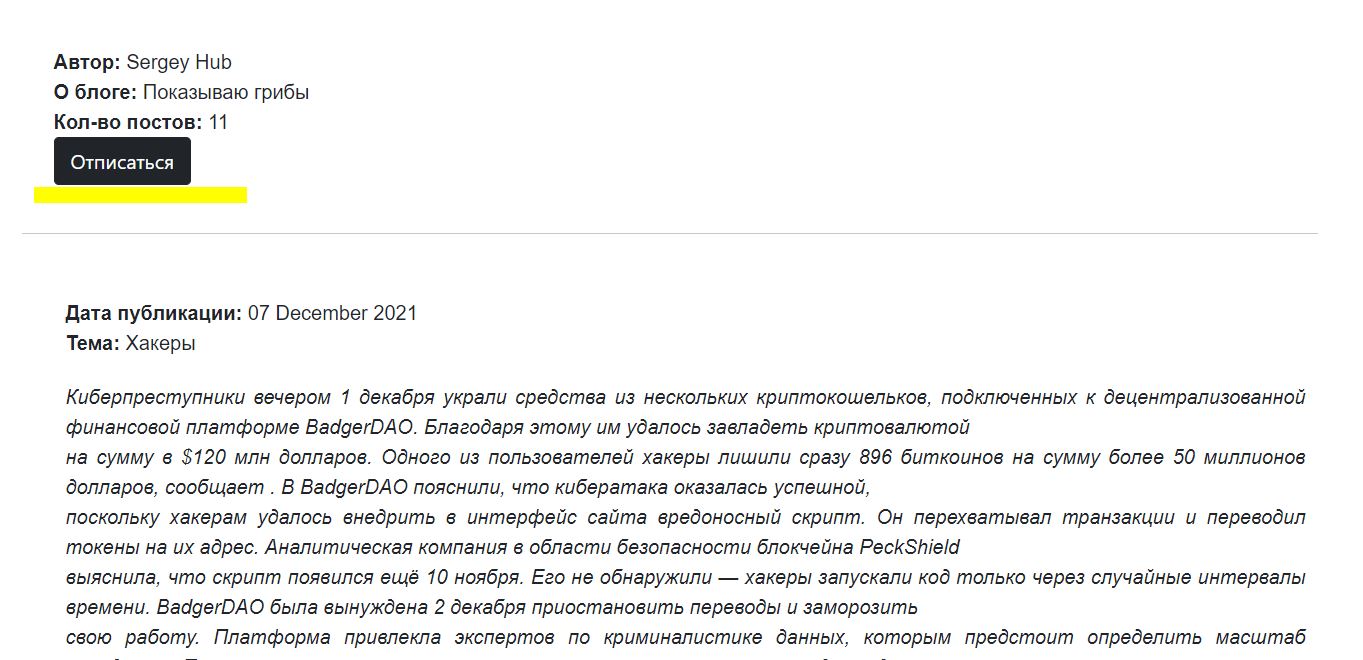 Автор: Sergey Hub
О блоге: Показываю грибы
Кол-во постов: 11
Отписаться
Дата публикации: 07 December 2021
Тема: Хакеры
Киберпреступники вечером 1 декабря украли средства из нескольких криптокошельков, подключенных к децентрализованной
финансовой платформе BadgerDAO. Благодаря этому им удалось завладеть криптовалютой
на сумму в $120 млн долларов. Одного из пользователей хакеры лишили сразу 896 биткоинов на сумму более 50 миллионов
долларов, сообщает . В BadgerDAO пояснили, что кибератака оказалась успешной,
поскольку хакерам удалось внедрить в интерфейс сайта вредоносный скрипт. Он перехватывал транзакции и переводил
токены на их адрес. Аналитическая компания в области безопасности блокчейна PeckShield
выяснила, что скрипт появился ещё 10 ноября. Его не обнаружили — хакеры запускали код только через случайные интервалы
времени. BadgerDAO была вынуждена 2 декабря приостановить переводы и заморозить
свою работу. Платформа привлекла экспертов по криминалистике данных, которым предстоит определить масштаб